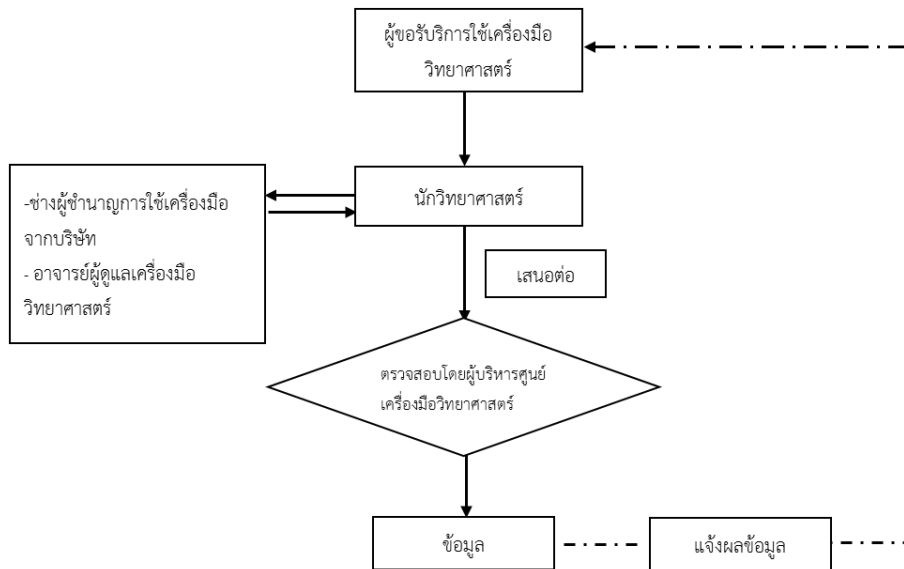 ผู้ขอรับริการใช้เครื่องมือ
วิทยาศาสตร์
นักวิทยาศาสตร์
-ช่างผู้ชำนาญการใช้เครื่องมือ
จากบริษัท
- อาจารย์ผู้ดูแลเครื่องมือ
วิทยาศาสตร์
เสนอต่อ
ตรวจสอบโดยผู้บริหารศูนย์
เครื่องมือวิทยาศาสตร์
ข้อมูล
แจ้งผลข้อมูล